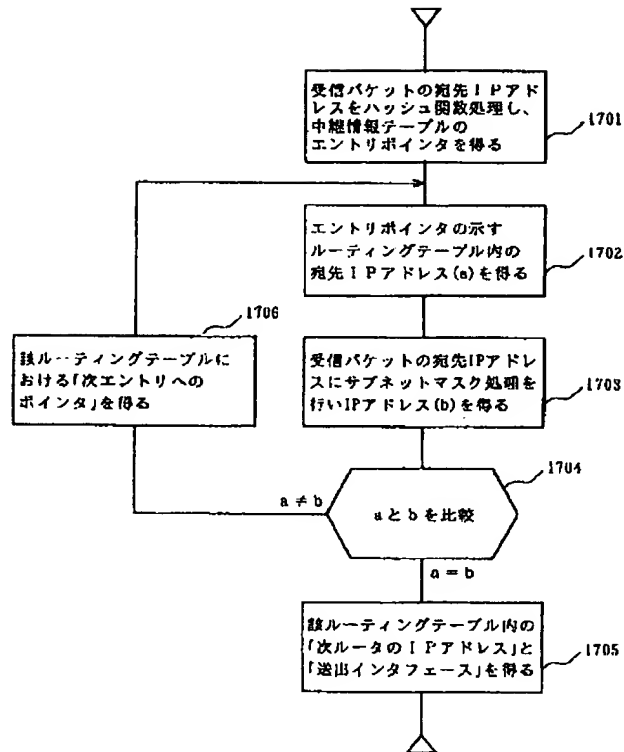 受信パケットの宛先ＩＰアド
レスをハッシュ関数処理し、
中継情報テーブルの
エントリポインタを得る
1701
エントリポインタの示す
ルーティングテーブル内の
宛先ＩＰアドレス(a)を得る
1702
1706
該ルーティングテーブルに
おける「次エントリへの
ポインタ」を得る
受信パケットの宛先IPアドレ
スにサブネットマスク処理を
行いIPアドレス(b)を得る
1703
1704
a ≠ b
aとbを比較
a = b
該ルーティングテーブル内の
「次ルータのＩＰアドレス」と
「送出インタフェース」を得る
1705